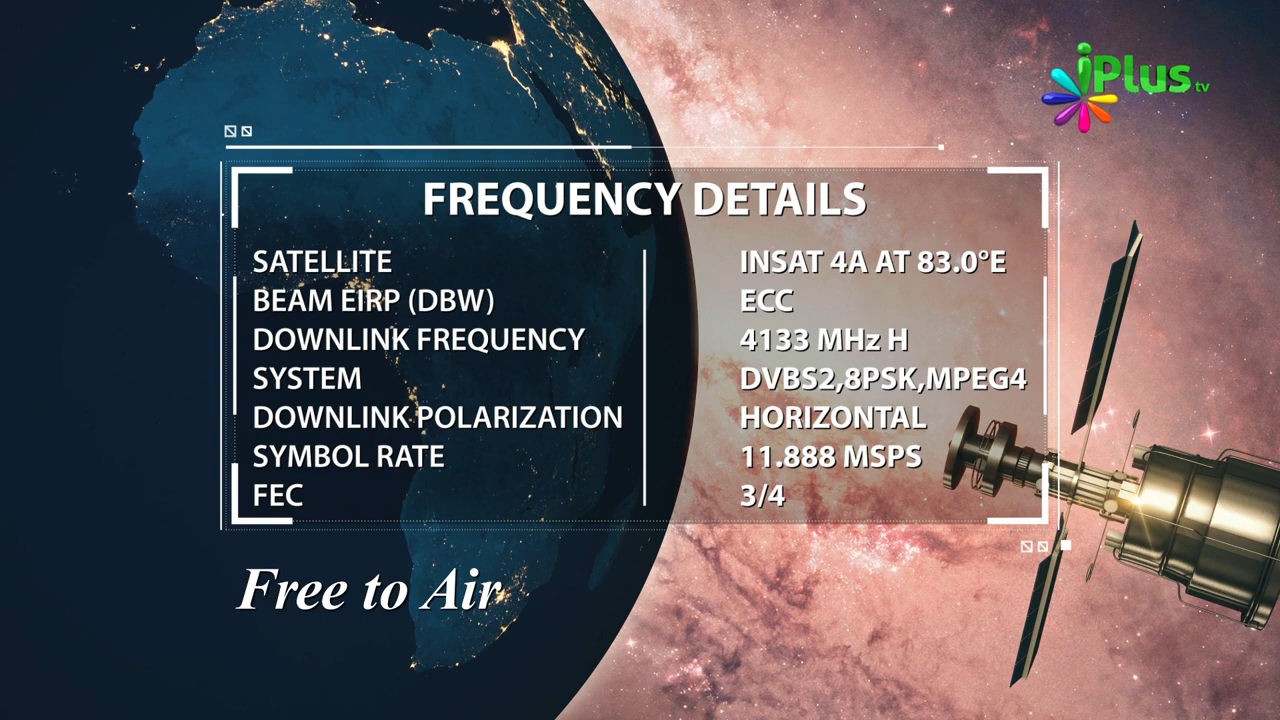 iPlus tv
FREQUENCY DETAILS
SATELLITE INSAT 4A AT 83.0°E
BEAM EIRP (DBW) ECC
DOWNLINK FREQUENCY 4133 MHz H
SYSTEM DVBS2,8PSK,MPEG4
DOWNLINK POLARIZATION HORIZONTAL
SYMBOL RATE 11.888 MSPS
FEC 3/4
Free to Air